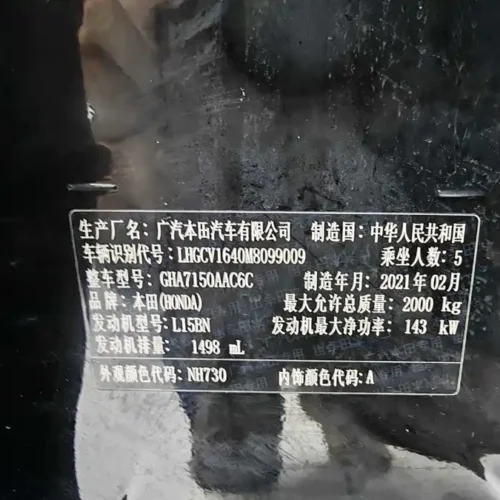 生产厂名：广汽本田汽车有限公司 制造国：中华人民共和国
车辆识别代号：LHGCV1640M8099009 乘坐人数：5
整车型号：GHA7150AAC6C 制造年月：2021年02月
品牌：本田(HONDA) 最大允许总质量：2000 kg
发动机型号：L15BN 发动机最大净功率：143 kW
发动机排量：1498 mL
外观颜色代码：NH730 内饰颜色代码：A